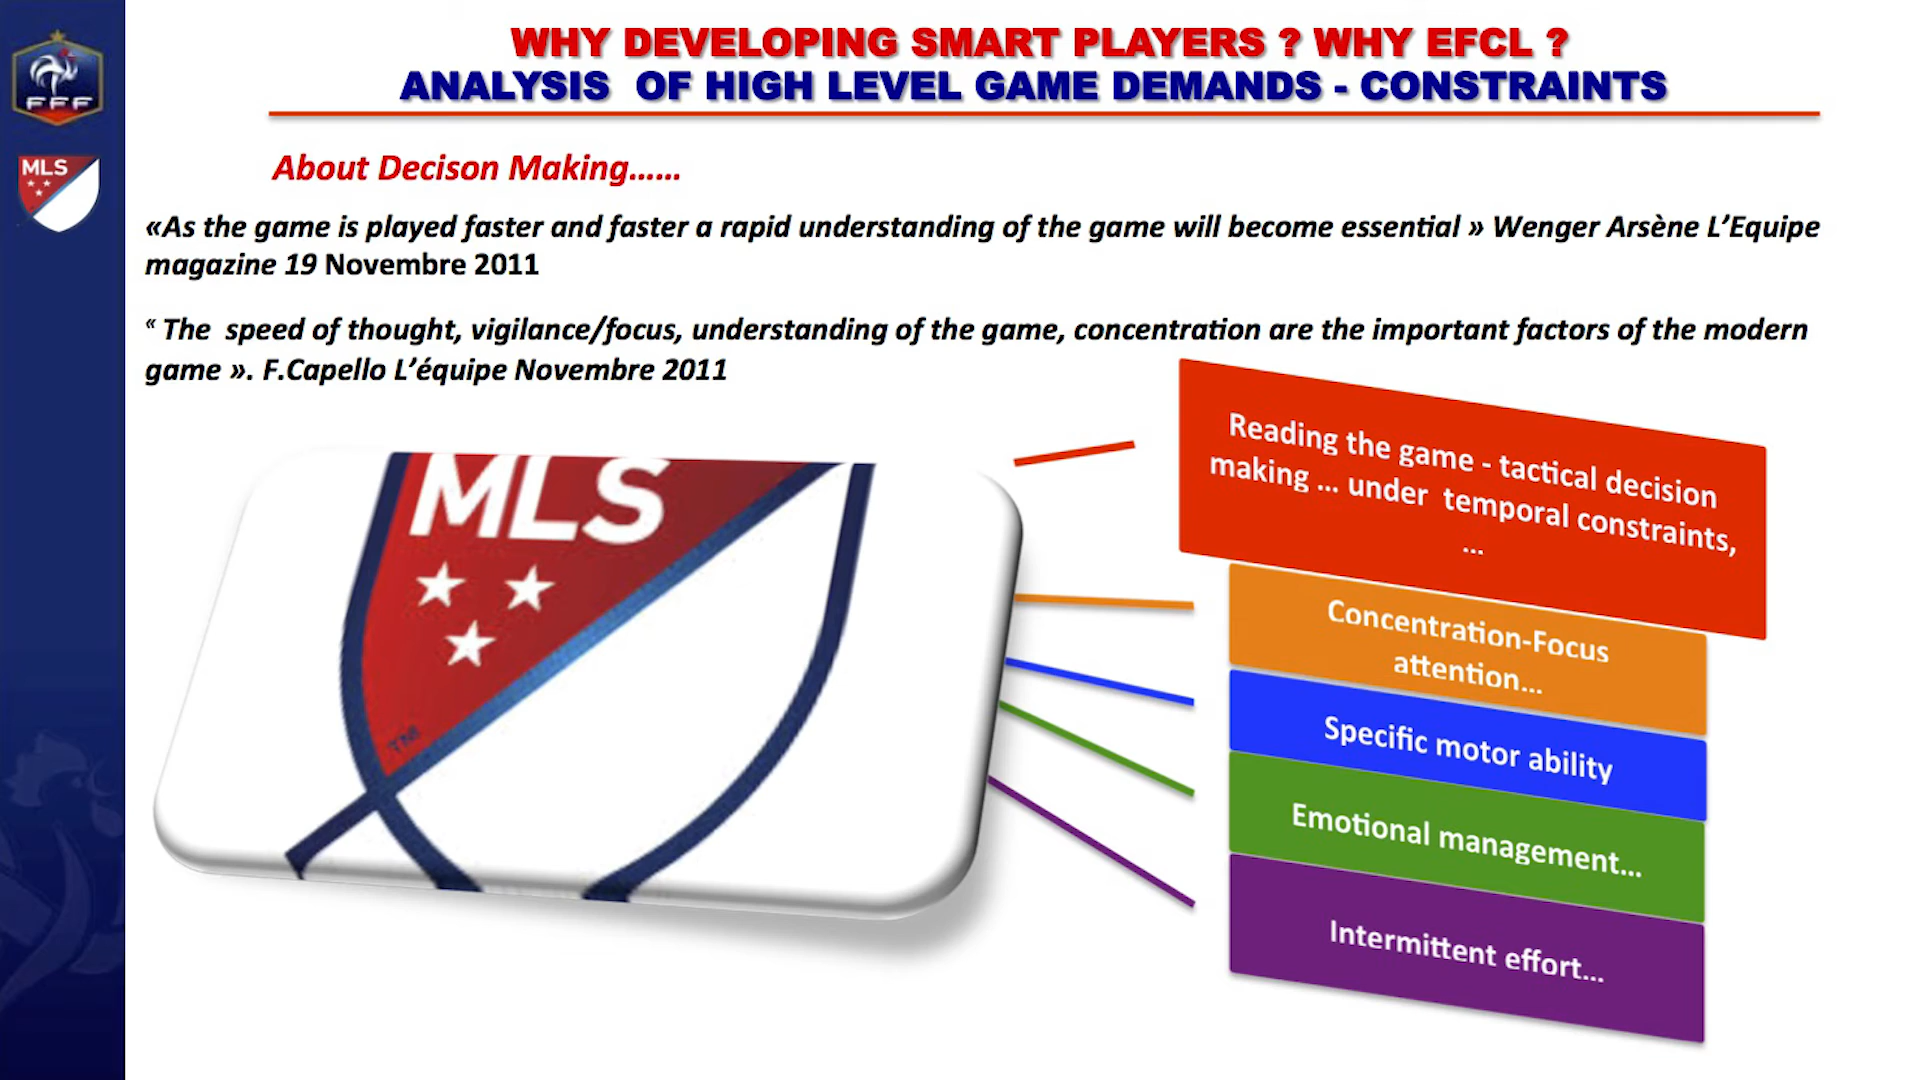 WHY DEVELOPING SMART PLAYERS ? WHY EFCL ?
ANALYSIS OF HIGH LEVEL GAME DEMANDS - CONSTRAINTS
FFF
MLS
About Decison Making......
«As the game is played faster and faster a rapid understanding of the game will become essential » Wenger Arsène L’Equipe
magazine 19 Novembre 2011
« The speed of thought, vigilance/focus, understanding of the game, concentration are the important factors of the modern
game ». F.Capello L’équipe Novembre 2011
MLS
TM
Reading the game - tactical decision
making ... under temporal constraints,
...
Concentration-Focus
attention...
Specific motor ability
Emotional management...
Intermittent effort...